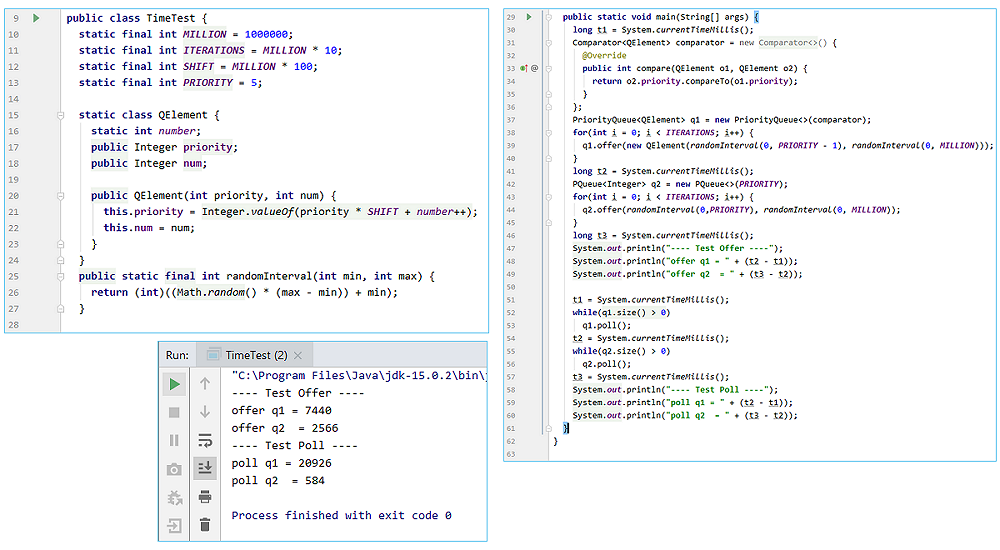 9 public class TimeTest {
10 static final int MILLION = 1000000;
11 static final int ITERATIONS = MILLION * 10;
12 static final int SHIFT = MILLION * 100;
13 static final int PRIORITY = 5;
14
15 static class QElement {
16 static int number;
17 public Integer priority;
18 public Integer num;
19
20 public QElement(int priority, int num) {
21 this.priority = Integer.valueOf(priority * SHIFT + number++);
22 this.num = num;
23 }
24 }
25 public static final int randomInterval(int min, int max) {
26 return (int)((Math.random() * (max - min)) + min);
27 }
28
29 public static void main(String[] args) {
30 long t1 = System.currentTimeMillis();
31 Comparator<QElement> comparator = new Comparator<>() {
32 @Override
33 @ public int compare(QElement o1, QElement o2) {
34 return o2.priority.compareTo(o1.priority);
35 }
36 };
37 PriorityQueue<QElement> q1 = new PriorityQueue<>(comparator);
38 for(int i = 0; i < ITERATIONS; i++) {
39 q1.offer(new QElement(randomInterval(0, PRIORITY - 1), randomInterval(0, MILLION)));
40 }
41 long t2 = System.currentTimeMillis();
42 PQueue<Integer> q2 = new PQueue<>(PRIORITY);
43 for(int i = 0; i < ITERATIONS; i++) {
44 q2.offer(randomInterval(0,PRIORITY), randomInterval(0, MILLION));
45 }
46 long t3 = System.currentTimeMillis();
47 System.out.println("---- Test Offer ----");
48 System.out.println("offer q1 = " + (t2 - t1));
49 System.out.println("offer q2  = " + (t3 - t2));
50
51 t1 = System.currentTimeMillis();
52 while(q1.size() > 0)
53 q1.poll();
54 t2 = System.currentTimeMillis();
55 while(q2.size() > 0)
56 q2.poll();
57 t3 = System.currentTimeMillis();
58 System.out.println("---- Test Poll ----");
59 System.out.println("poll q1 = " + (t2 - t1));
60 System.out.println("poll q2  = " + (t3 - t2));
61 }
62 }
63
Run: TimeTest (2) ×
"C:\Program Files\Java\jdk-15.0.2\bin\
---- Test Offer ----
offer q1 = 7440
offer q2  = 2566
---- Test Poll ----
poll q1 = 20926
poll q2  = 584
Process finished with exit code 0